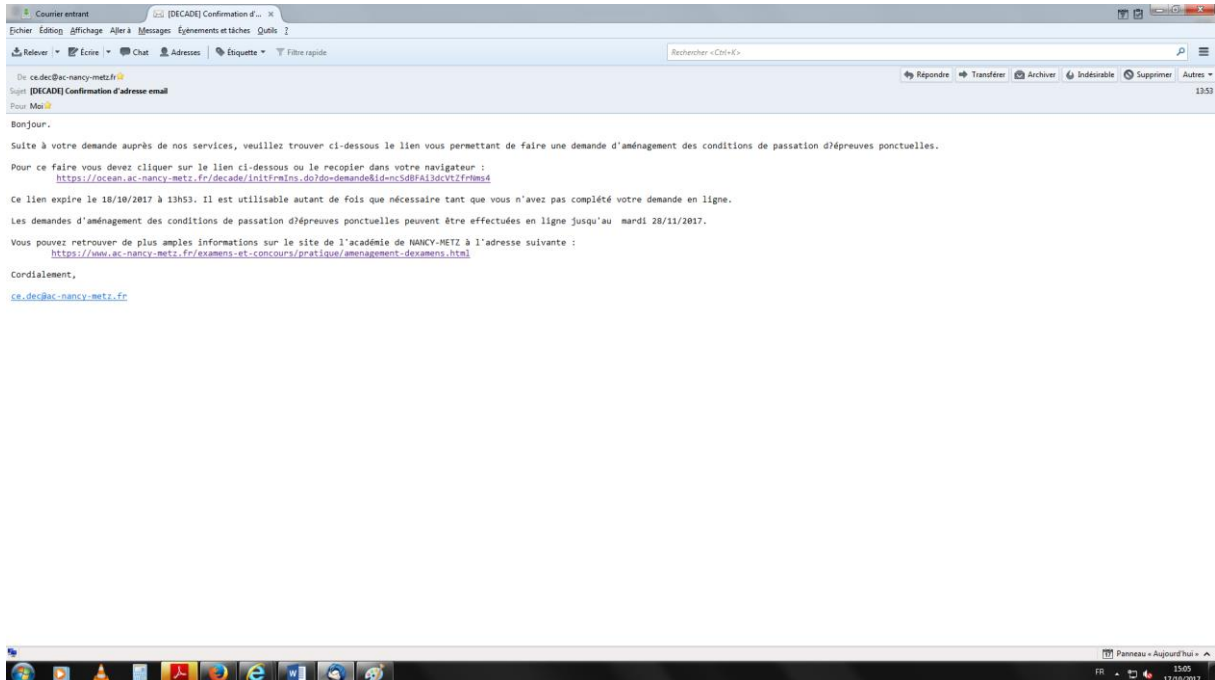 Courrier entrant
[DECADE] Confirmation d'... ×
Fichier Édition Affichage Aller à Messages Évènements et tâches Outils ?
Relever Écrire Chat Adresses Étiquette Filtre rapide
Rechercher <Ctrl+K>
De ce.dec@ac-nancy-metz.fr
Répondre Transférer Archiver Indésirable Supprimer Autres
Sujet [DECADE] Confirmation d'adresse email
13:53
Pour Moi
Bonjour.
Suite à votre demande auprès de nos services, veuillez trouver ci-dessous le lien vous permettant de faire une demande d'aménagement des conditions de passation d?épreuves ponctuelles.
Pour ce faire vous devez cliquer sur le lien ci-dessous ou le recopier dans votre navigateur :
https://ocean.ac-nancy-metz.fr/decade/initFrmIns.do?do=demande&id=ncSdBFAi3dcVtZfrNms4
Ce lien expire le 18/10/2017 à 13h53. Il est utilisable autant de fois que nécessaire tant que vous n'avez pas complété votre demande en ligne.
Les demandes d'aménagement des conditions de passation d?épreuves ponctuelles peuvent être effectuées en ligne jusqu'au  mardi 28/11/2017.
Vous pouvez retrouver de plus amples informations sur le site de l'académie de NANCY-METZ à l'adresse suivante :
https://www.ac-nancy-metz.fr/examens-et-concours/pratique/amenagement-dexamens.html
Cordialement,
ce.dec@ac-nancy-metz.fr
Panneau « Aujourd'hui »
FR
15:05
17/10/2017